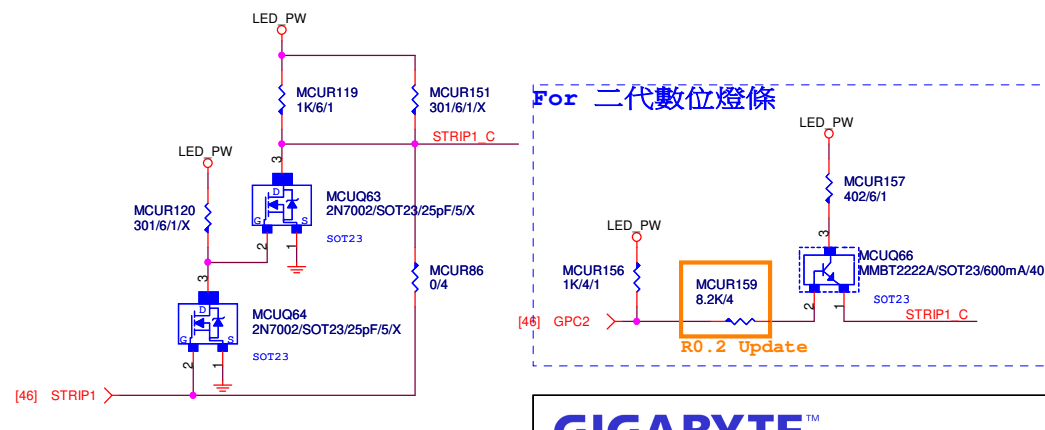 LED_PW
MCUR119
1K/6/1
MCUR151
301/6/1/X
STRIP1_C
LED_PW
3
D
G
S
2
1
MCUQ63
2N7002/SOT23/25pF/5/X
SOT23
MCUR120
301/6/1/X
MCUR86
0/4
3
D
G
S
2
1
MCUQ64
2N7002/SOT23/25pF/5/X
SOT23
[46] STRIP1
For 二代數位燈條
LED_PW
MCUR157
402/6/1
LED_PW
3
MCUQ66
MMBT2222A/SOT23/600mA/40
SOT23
2
1
MCUR156
1K/4/1
MCUR159
8.2K/4
[46] GPC2
STRIP1_C
R0.2 Update
GIGABYTE™